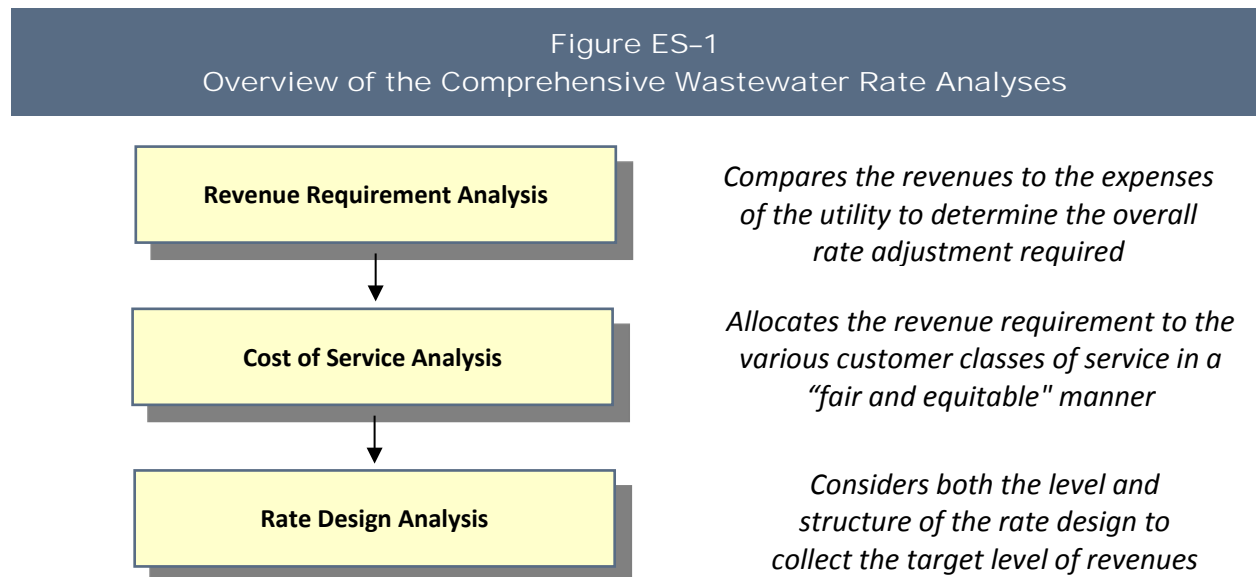 Figure ES–1
Overview of the Comprehensive Wastewater Rate Analyses
Revenue Requirement Analysis
Compares the revenues to the expenses
of the utility to determine the overall
rate adjustment required
Cost of Service Analysis
Allocates the revenue requirement to the
various customer classes of service in a
“fair and equitable" manner
Rate Design Analysis
Considers both the level and
structure of the rate design to
collect the target level of revenues